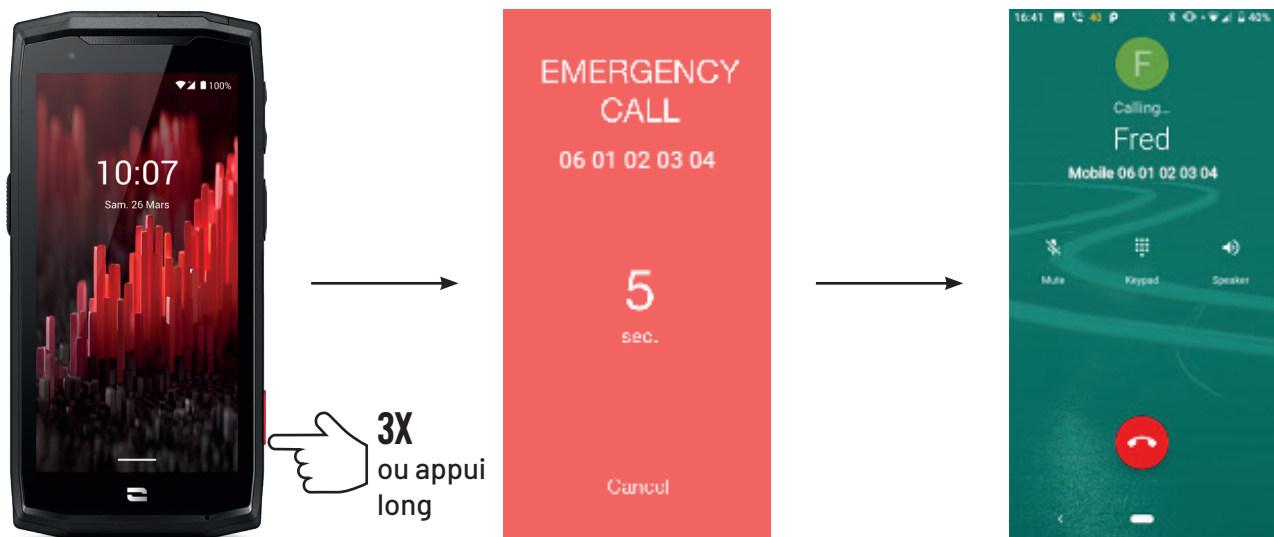 100%
10:07
Sam. 26 Mars
3X
ou appui
long
EMERGENCY
CALL
06 01 02 03 04
5
sec.
Cancel
16:41 40 P 40%
F
Calling...
Fred
Mobile 06 01 02 03 04
Mute Keypad Speaker